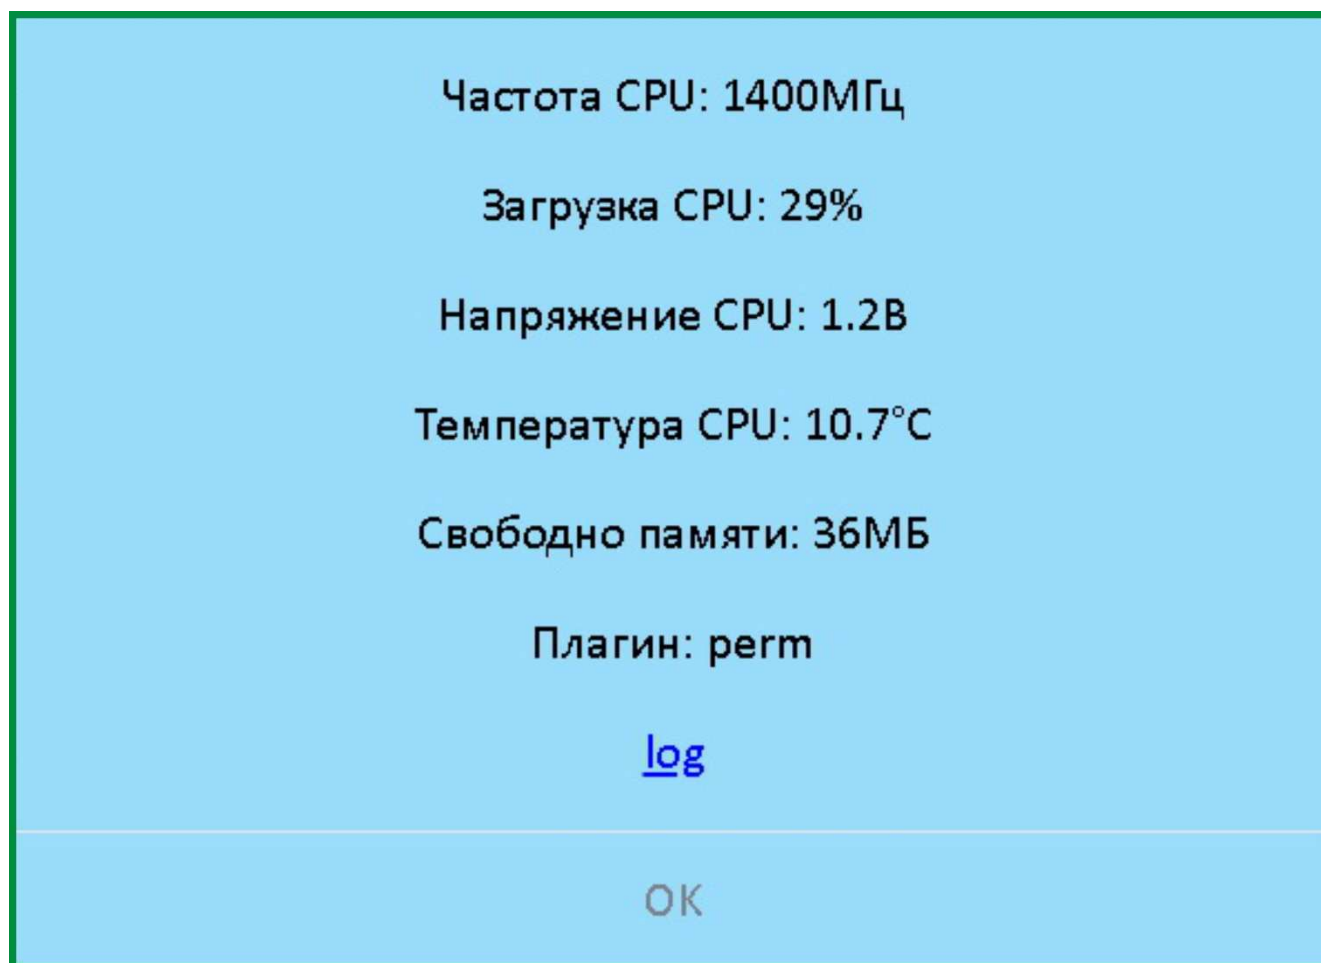 Частота CPU: 1400МГц
Загрузка CPU: 29%
Напряжение CPU: 1.2В
Температура CPU: 10.7°C
Свободно памяти: 36МБ
Плагин: perm
log
OK